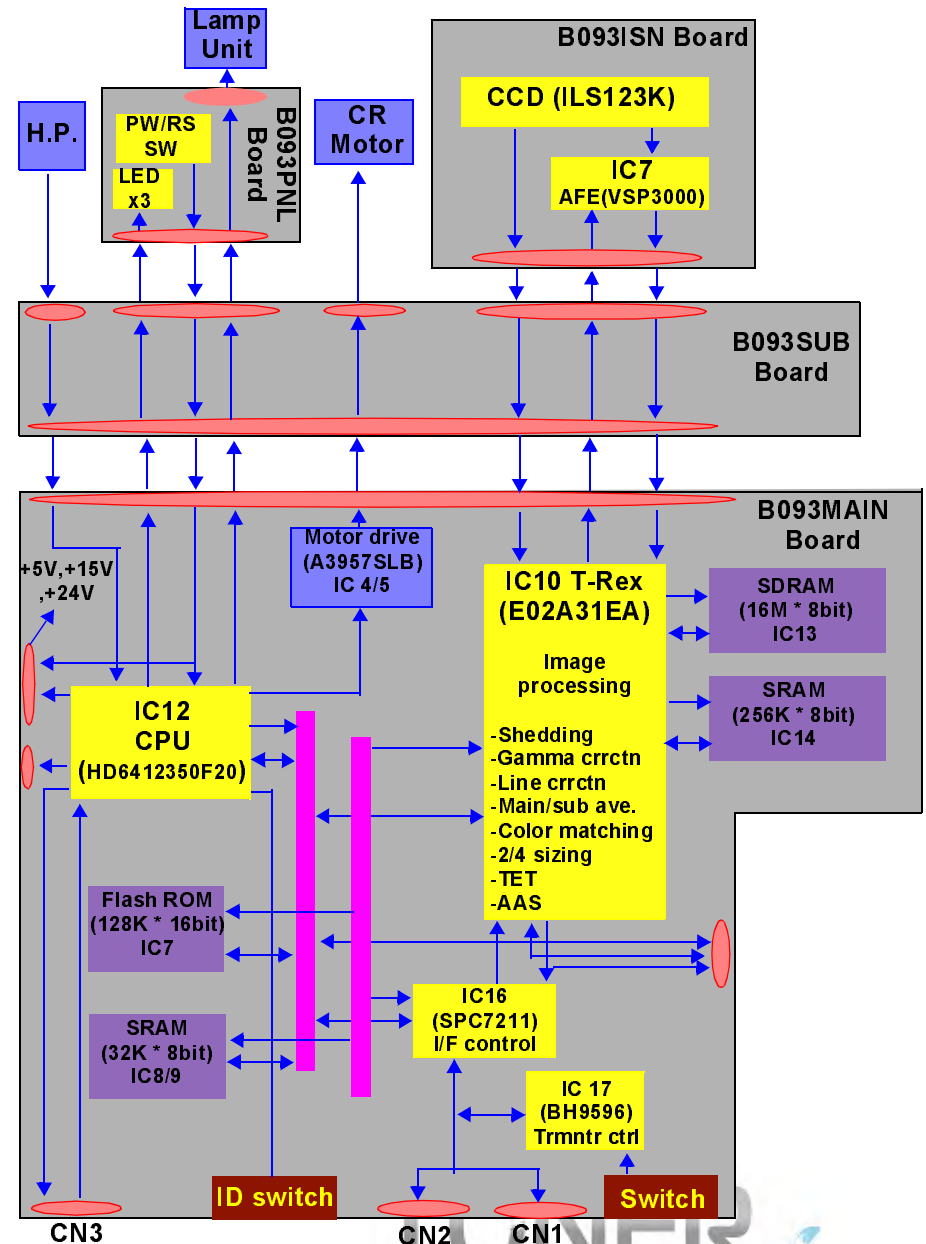 Lamp
Unit
B093ISN Board
H.P.
PW/RS
SW
LED
x3
B093PNL
Board
CR
Motor
CCD (ILS123K)
IC7
AFE(VSP3000)
B093SUB
Board
B093MAIN
Board
+5V,+15V
,+24V
Motor drive
(A3957SLB)
IC 4/5
IC10 T-Rex
(E02A31EA)
Image
processing
-Shedding
-Gamma crrctn
-Line crrctn
-Main/sub ave.
-Color matching
-2/4 sizing
-TET
-AAS
SDRAM
(16M * 8bit)
IC13
SRAM
(256K * 8bit)
IC14
IC12
CPU
(HD6412350F20)
Flash ROM
(128K * 16bit)
IC7
SRAM
(32K * 8bit)
IC8/9
IC16
(SPC7211)
I/F control
IC 17
(BH9596)
Trmntr ctrl
ID switch
Switch
CN3
CN2
CN1